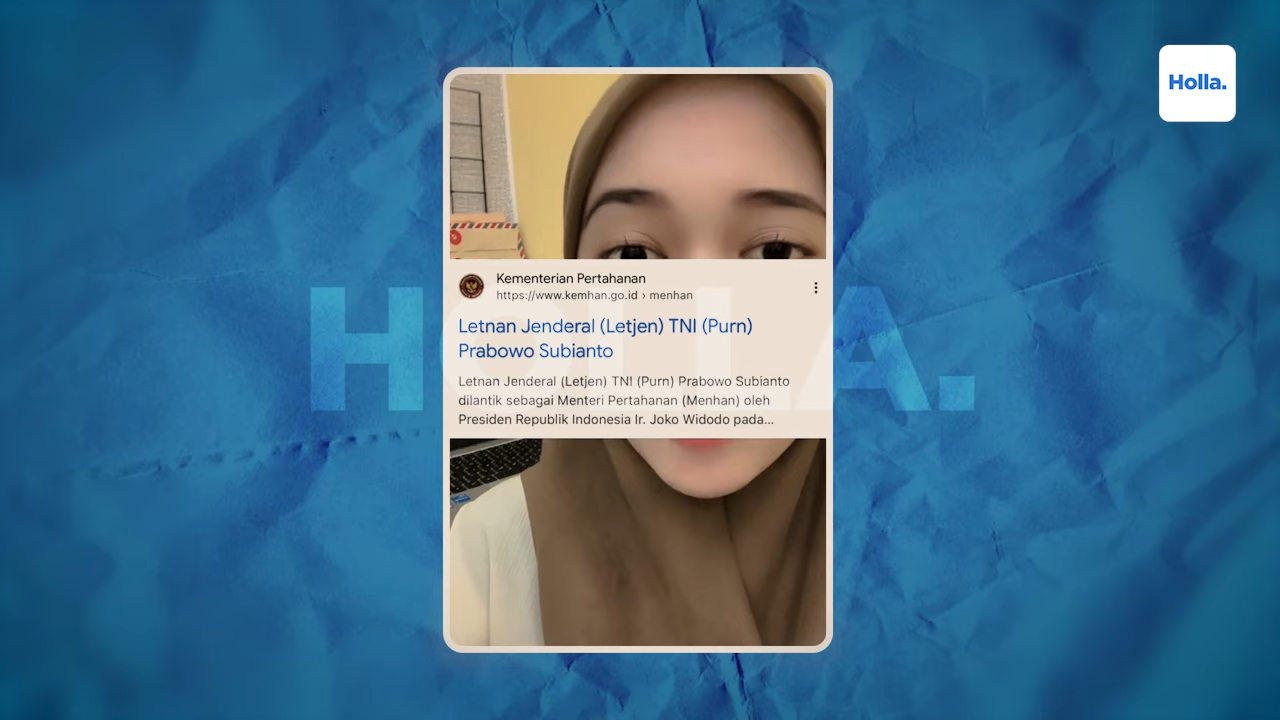 Holla.
Kementerian Pertahanan
https://www.kemhan.go.id › menhan
Letnan Jenderal (Letjen) TNI (Purn)
Prabowo Subianto
Letnan Jenderal (Letjen) TNI (Purn) Prabowo Subianto
dilantik sebagai Menteri Pertahanan (Menhan) oleh
Presiden Republik Indonesia Ir. Joko Widodo pada...
HOLLA.